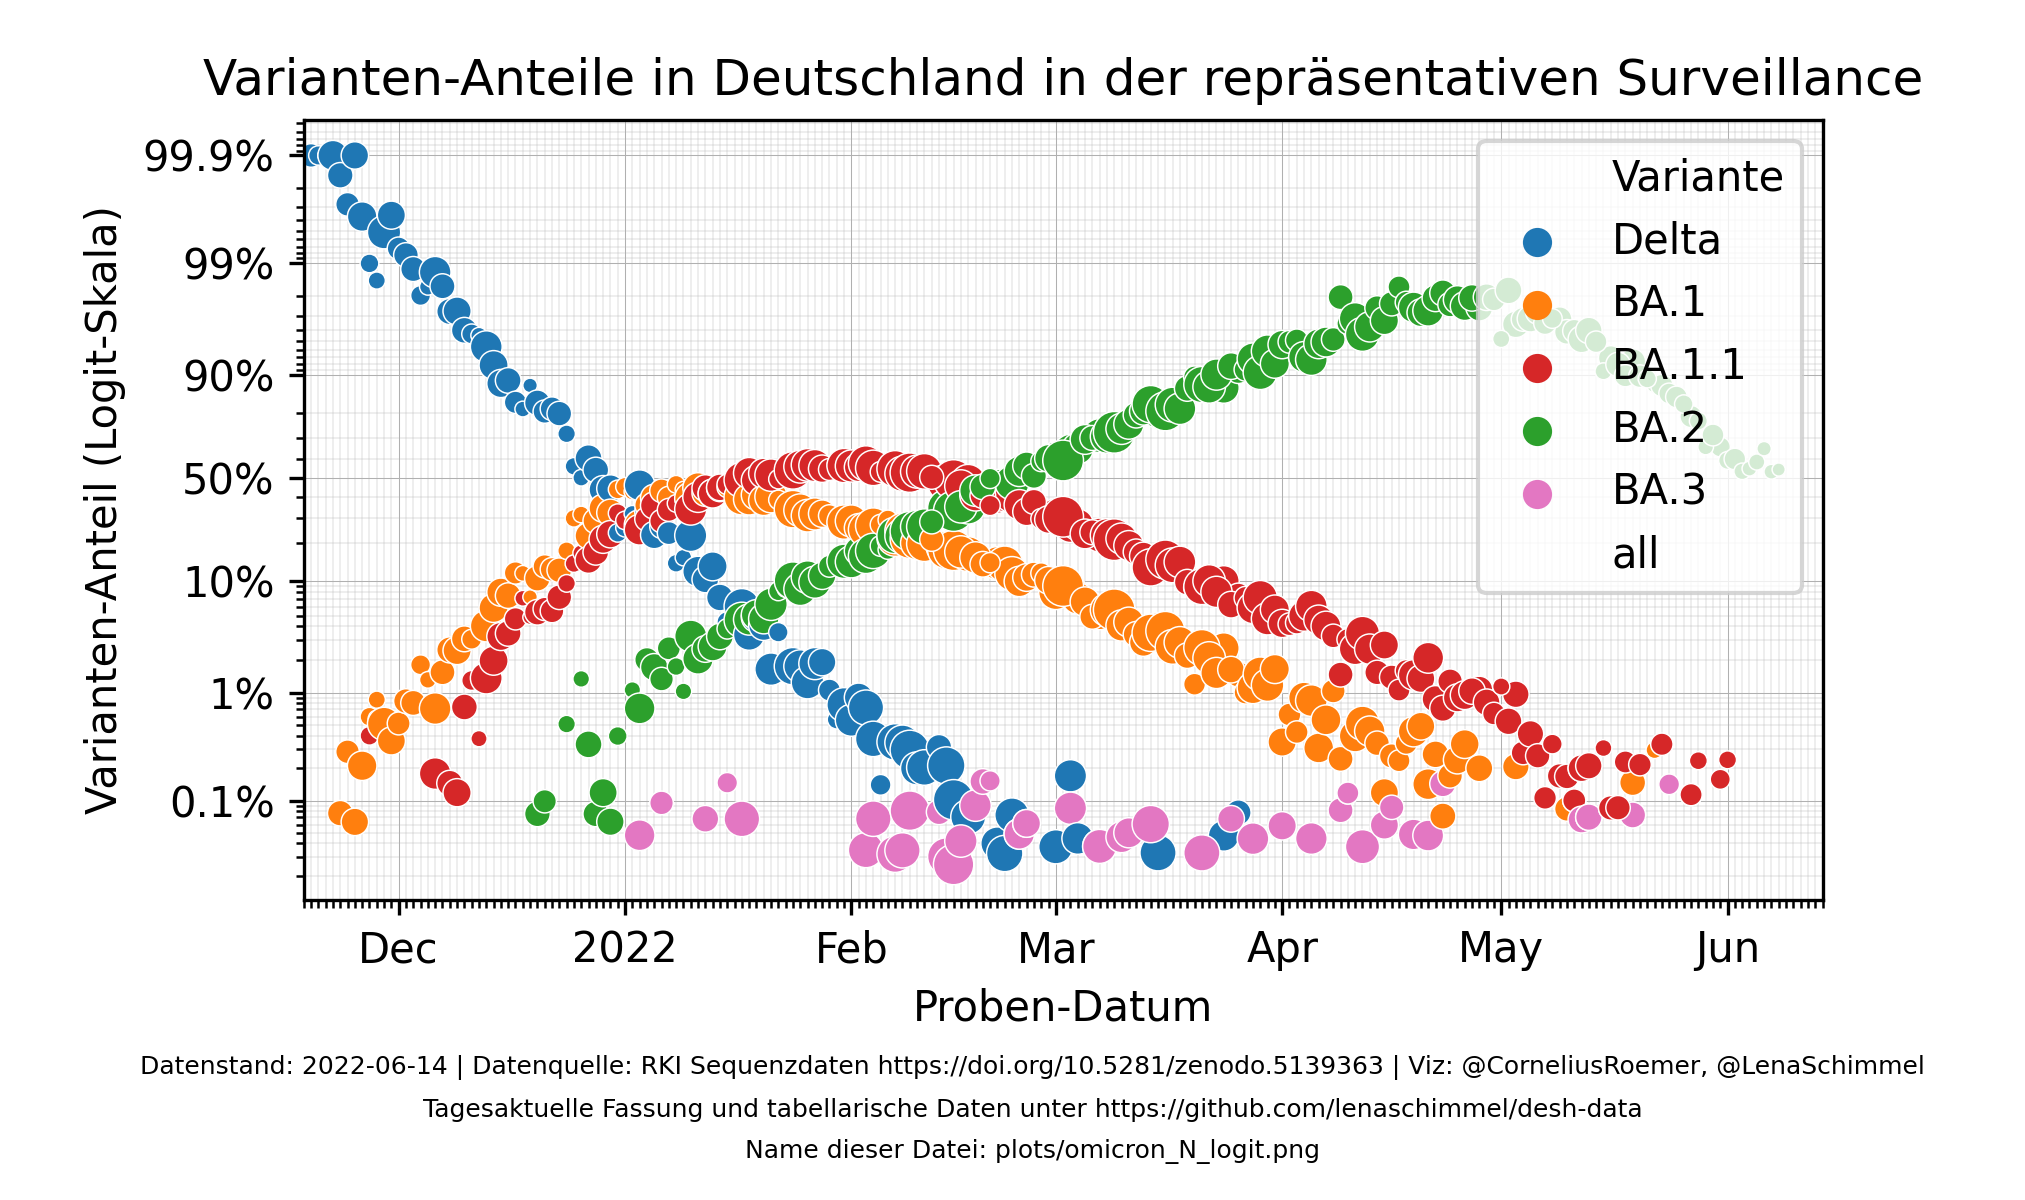 Varianten-Anteile in Deutschland in der repräsentativen Surveillance
Varianten-Anteil (Logit-Skala)
99.9%
99%
90%
50%
10%
1%
0.1%
Variante
Delta
BA.1
BA.1.1
BA.2
BA.3
all
Dec 2022 Feb Mar Apr May Jun
Proben-Datum
Datenstand: 2022-06-14 | Datenquelle: RKI Sequenzdaten https://doi.org/10.5281/zenodo.5139363 | Viz: @CorneliusRoemer, @LenaSchimmel
Tagesaktuelle Fassung und tabellarische Daten unter https://github.com/lenaschimmel/desh-data
Name dieser Datei: plots/omicron_N_logit.png